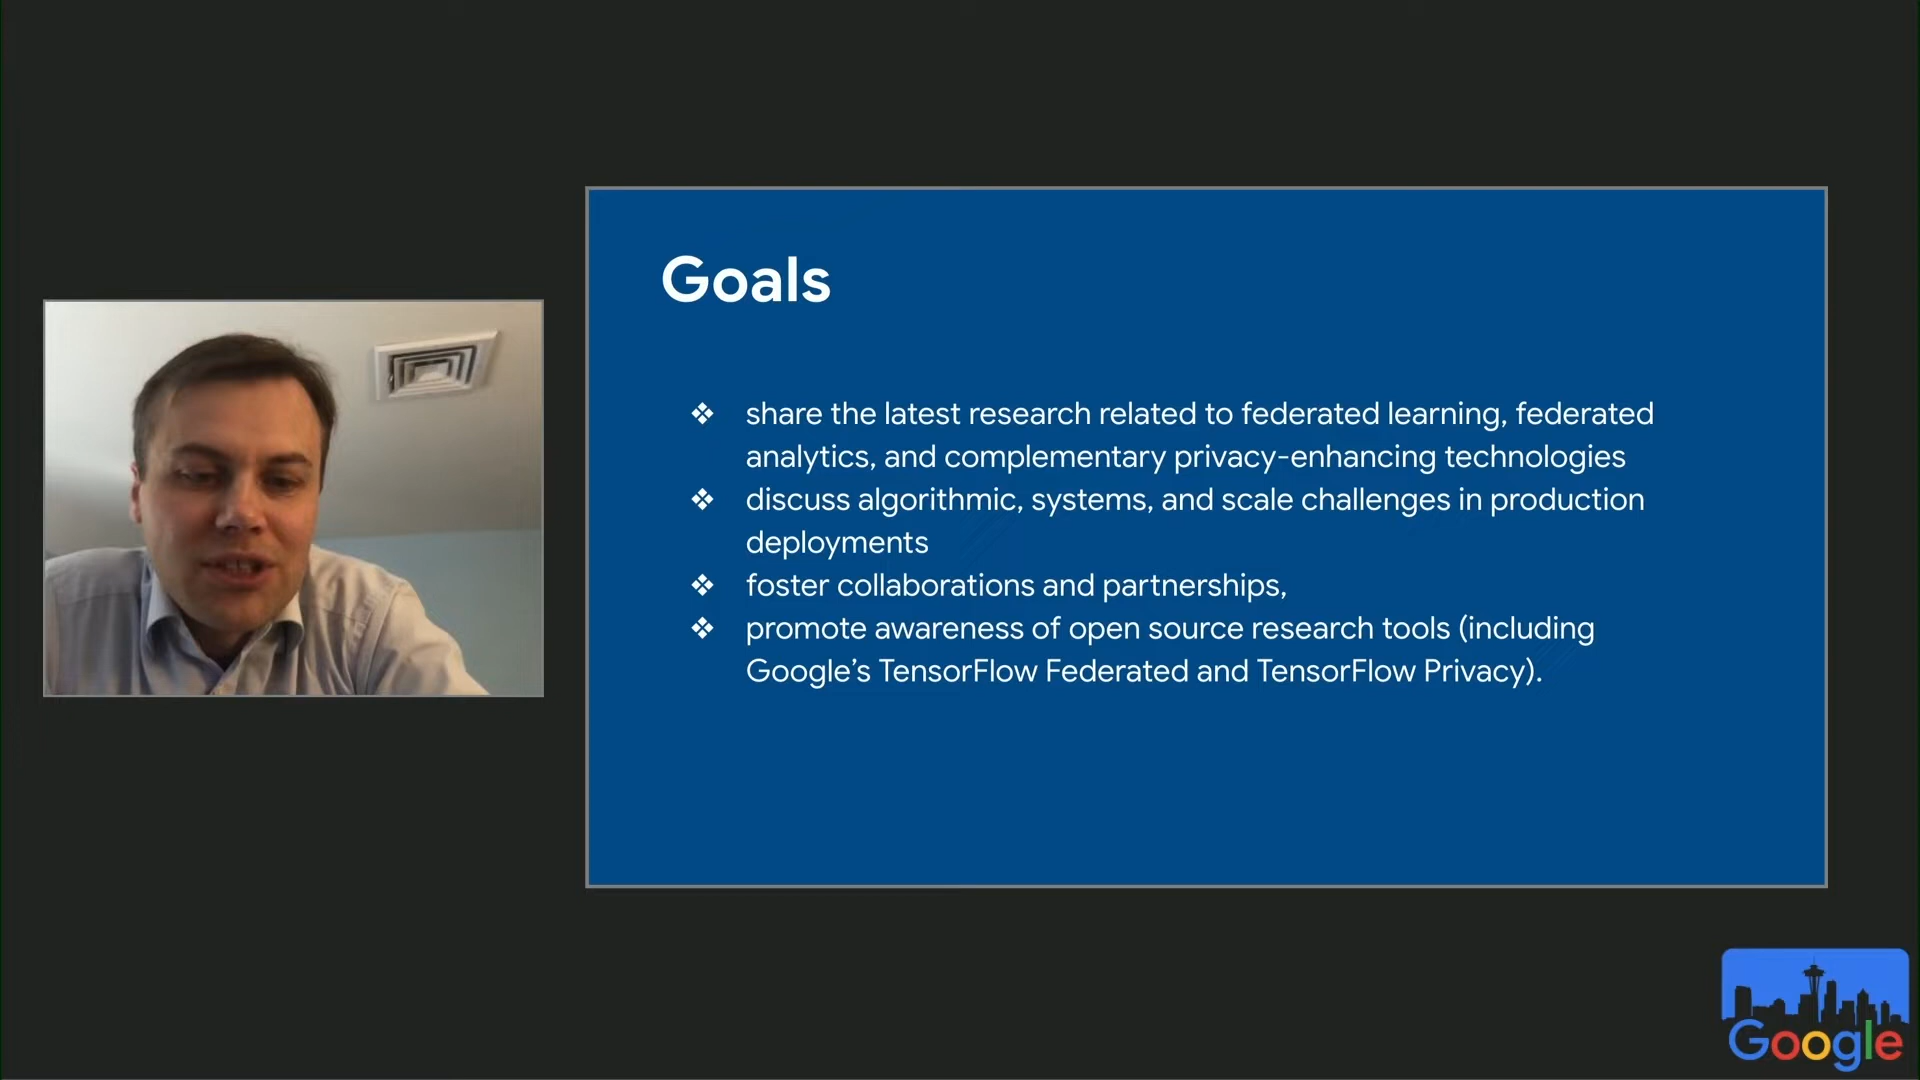 Goals
❖ share the latest research related to federated learning, federated
analytics, and complementary privacy-enhancing technologies
❖ discuss algorithmic, systems, and scale challenges in production
deployments
❖ foster collaborations and partnerships,
❖ promote awareness of open source research tools (including
Google’s TensorFlow Federated and TensorFlow Privacy).
Google